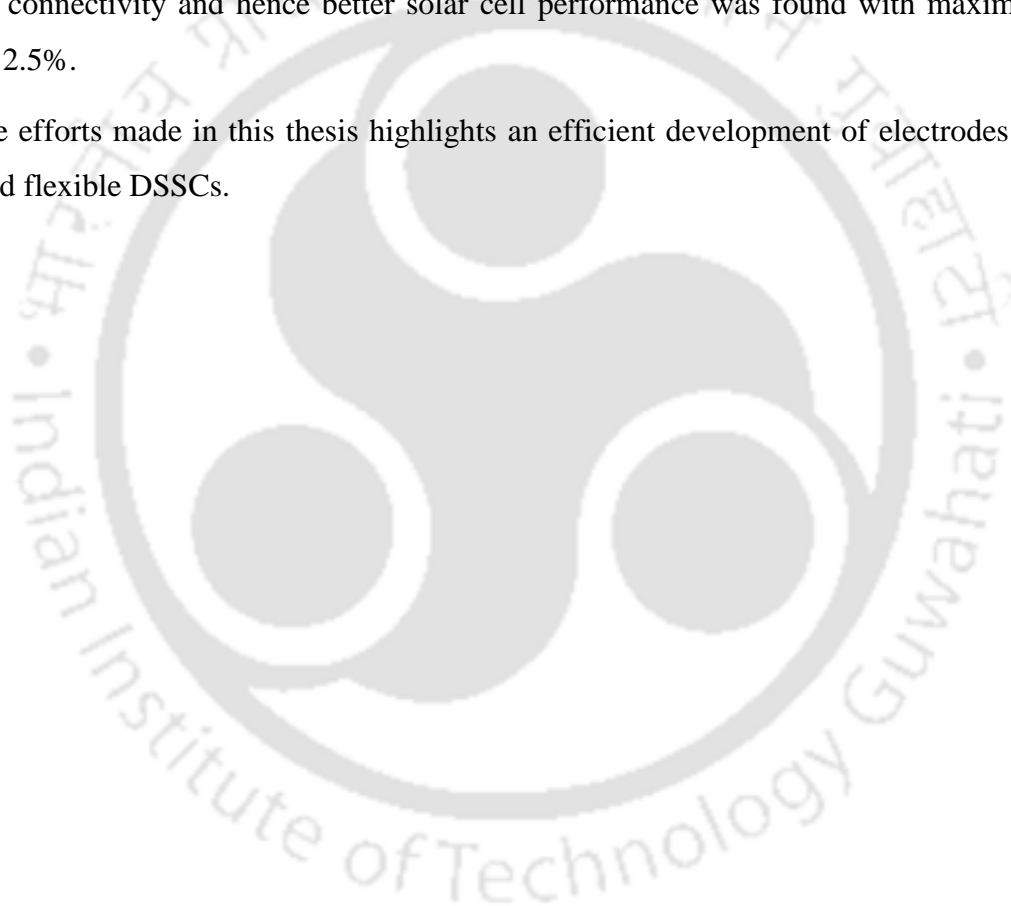 connectivity and hence better solar cell performance was found with
2.5%.
efforts made in this thesis highlights an efficient development of electrodes
flexible DSSCs.
भारतीय
• Indian Institute of Technology Guwahati •